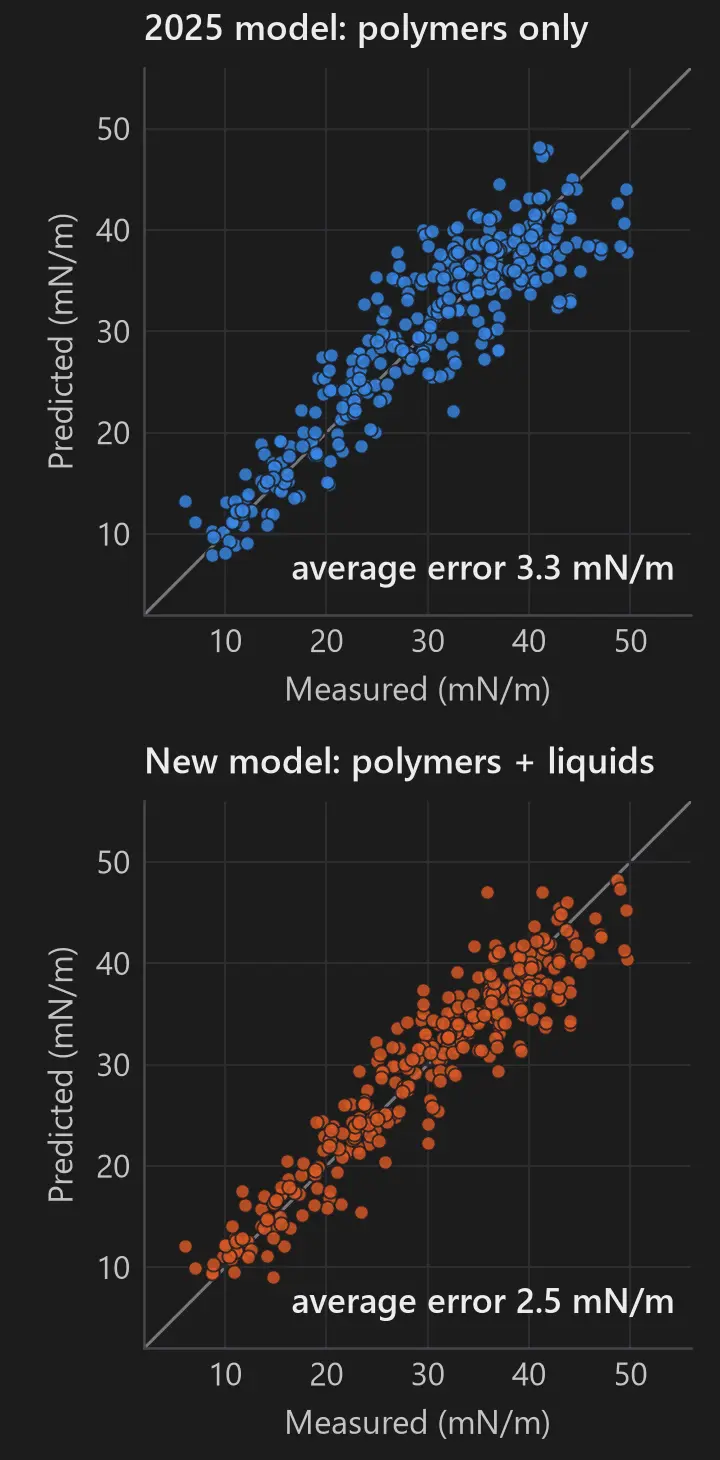 2025 model: polymers only
50
40
30
20
10
Predicted (mN/m)
average error 3.3 mN/m
10 20 30 40 50
Measured (mN/m)
New model: polymers + liquids
50
40
30
20
10
Predicted (mN/m)
average error 2.5 mN/m
10 20 30 40 50
Measured (mN/m)